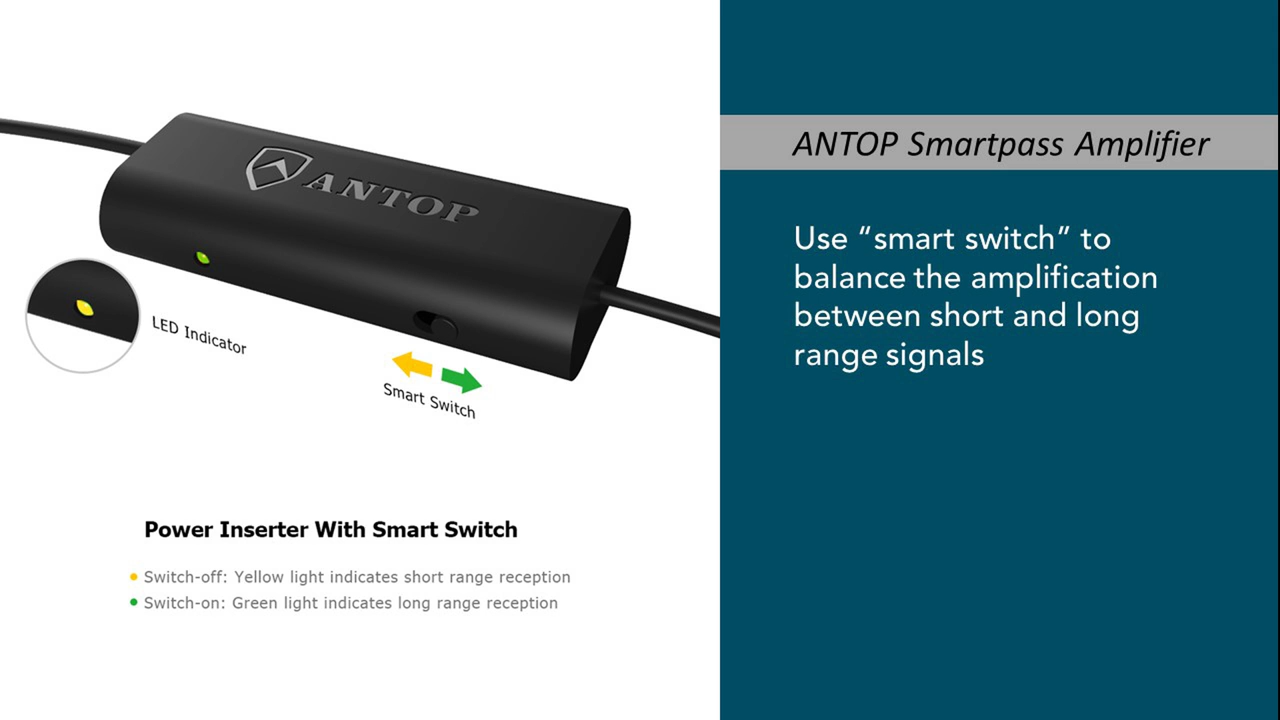 ANTOP
LED Indicator
Smart Switch
Power Inserter With Smart Switch
Switch-off: Yellow light indicates short range reception
Switch-on: Green light indicates long range reception
ANTOP Smartpass Amplifier
Use “smart switch” to
balance the amplification
between short and long
range signals